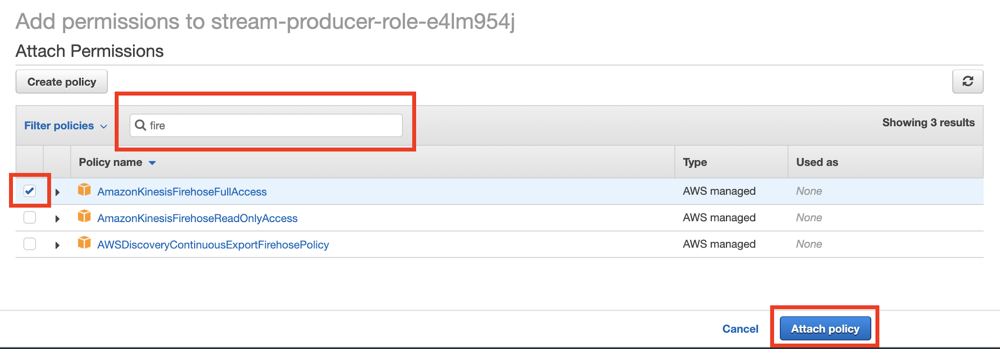 Add permissions to stream-producer-role-e4lm954j
Attach Permissions
Create policy
Filter policies fire Showing 3 results
Policy name Type Used as
AmazonKinesisFirehoseFullAccess AWS managed None
AmazonKinesisFirehoseReadOnlyAccess AWS managed None
AWSDiscoveryContinuousExportFirehosePolicy AWS managed None
Cancel Attach policy